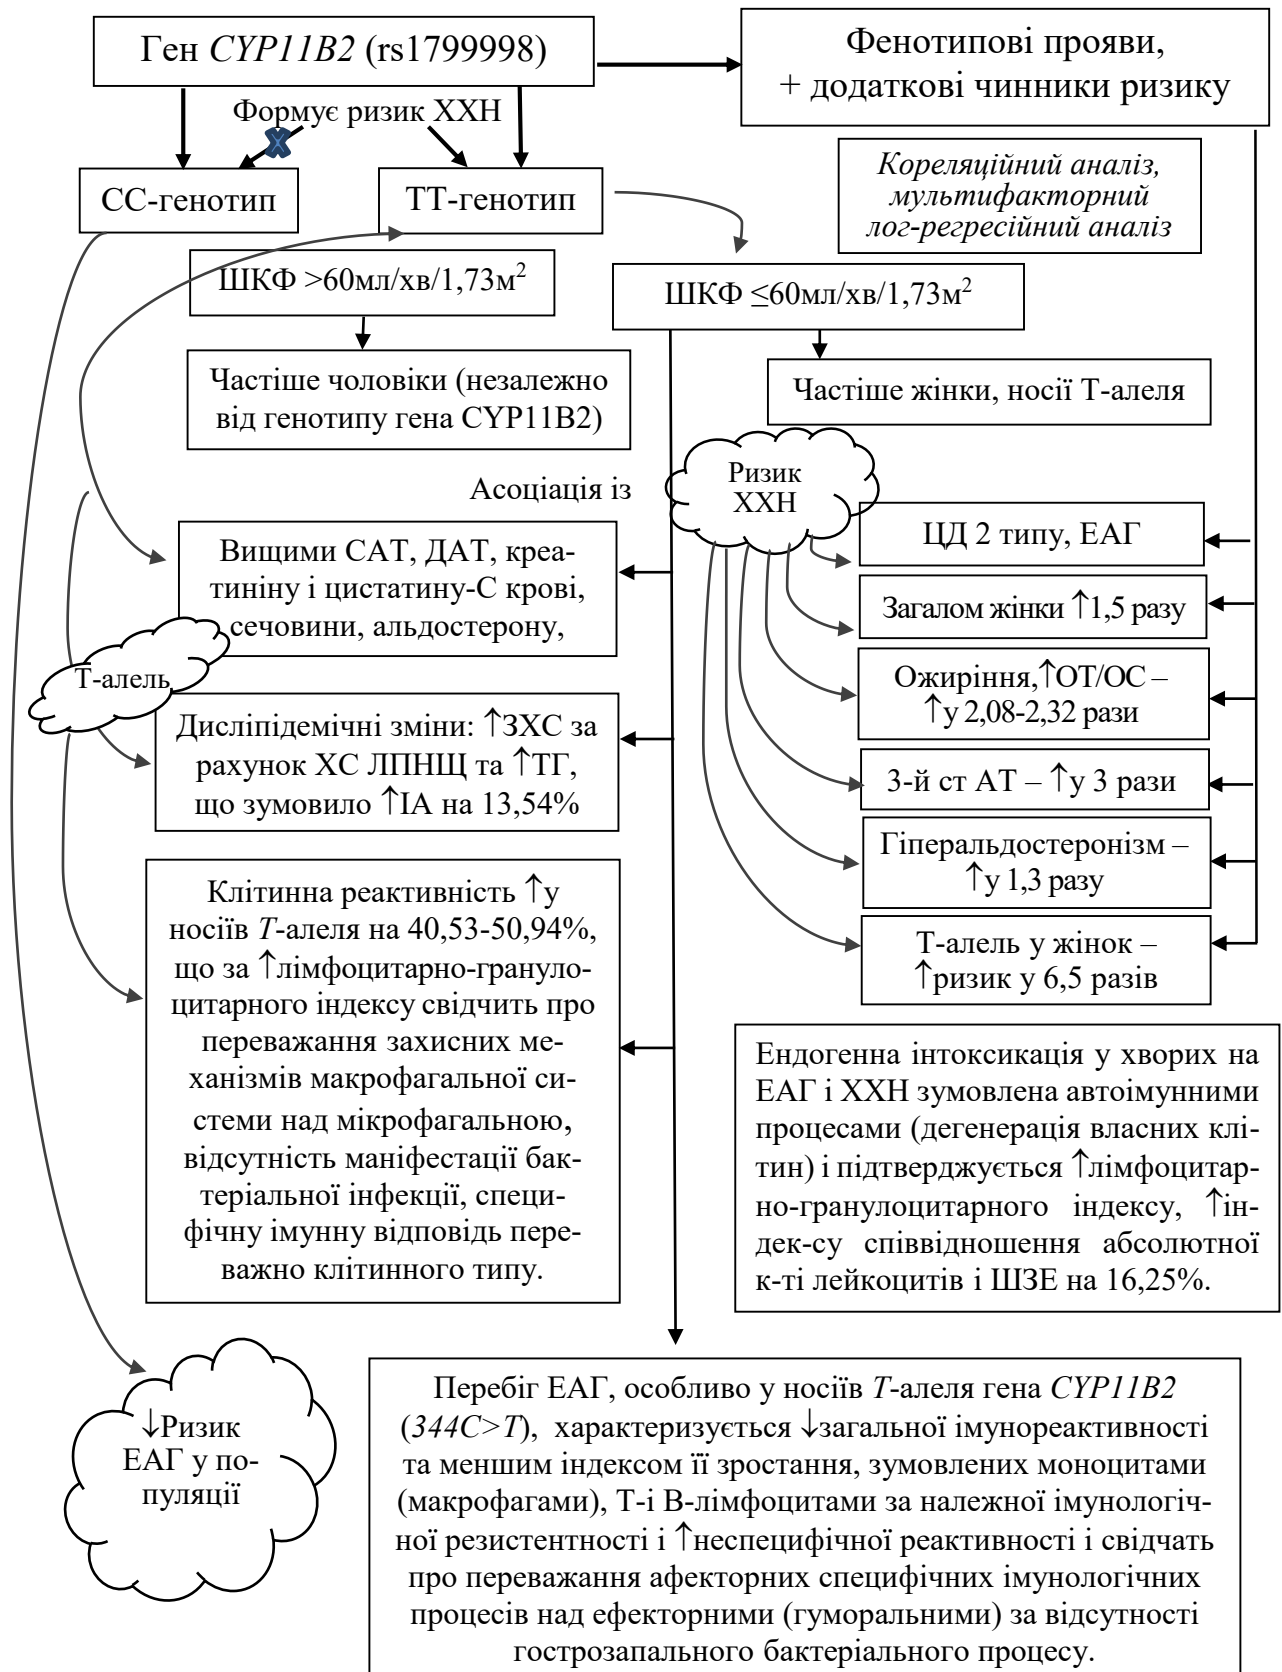 Ген CYP11B2 (rs1799998)
Фенотипові прояви,
+ додаткові чинники ризику
Формує ризик ХХН
СС-генотип
ТТ-генотип
Кореляційний аналіз,
мультифакторний
лог-регресійний аналіз
ШКФ >60мл/хв/1,73м²
ШКФ ≤60мл/хв/1,73м²
Частіше чоловіки (незалежно
від генотипу гена CYP11B2)
Частіше жінки, носії Т-алеля
Ризик
ХХН
Асоціація із
Вищими САТ, ДАТ, креа-
тиніну і цистатину-С крові,
сечовини, альдостерону,
Т-алель
Дисліпідемічні зміни: ↑ЗХС за
рахунок ХС ЛПНЩ та ↑ТГ,
що зумовило ↑ІА на 13,54%
Клітинна реактивність ↑у
носіїв Т-алеля на 40,53-50,94%,
що за ↑лімфоцитарно-грануло-
цитарного індексу свідчить про
переважання захисних ме-
ханізмів макрофагальної си-
стеми над мікрофагальною,
відсутність маніфестації бак-
теріальної інфекції, специ-
фічну імунну відповідь пере-
важно клітинного типу.
ЦД 2 типу, ЕАГ
Загалом жінки ↑1,5 разу
Ожиріння,↑ОТ/ОС –
↑у 2,08-2,32 рази
3-й ст АТ – ↑у 3 рази
Гіперальдостеронізм –
↑у 1,3 разу
Т-алель у жінок –
↑ризик у 6,5 разів
Ендогенна інтоксикація у хворих на
ЕАГ і ХХН зумовлена автоімунними
процесами (дегенерація власних клі-
тин) і підтверджується ↑лімфоцитар-
но-гранулоцитарного індексу, ↑ін-
дек-су співвідношення абсолютної
к-ті лейкоцитів і ШЗЕ на 16,25%.
↓Ризик
ЕАГ у по-
пуляції
Перебіг ЕАГ, особливо у носіїв Т-алеля гена CYP11B2
(344C>T), характеризується ↓загальної імунореактивності
та меншим індексом її зростання, зумовлених моноцитами
(макрофагами), Т-і В-лімфоцитами за належної імунологіч-
ної резистентності і ↑неспецифічної реактивності і свідчать
про переважання афекторних специфічних імунологічних
процесів над ефекторними (гуморальними) за відсутності
гострозапального бактеріального процесу.